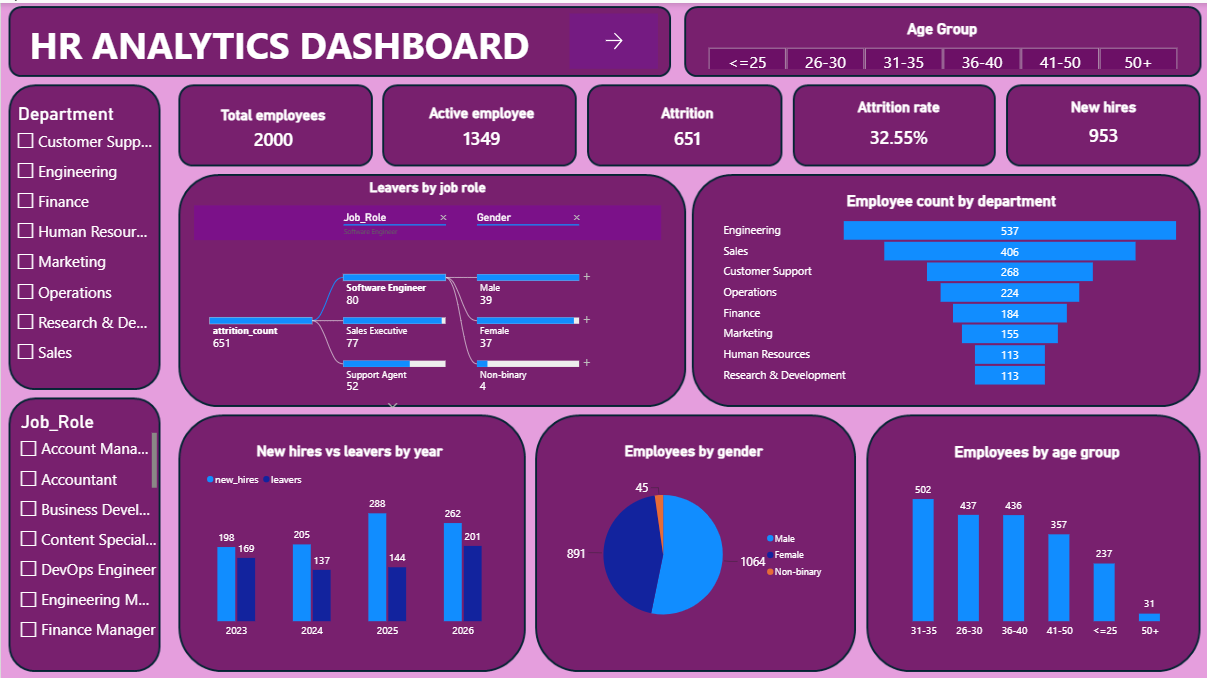 HR ANALYTICS DASHBOARD
→
Age Group
<=25 26-30 31-35 36-40 41-50 50+
Department
Customer Supp...
Engineering
Finance
Human Resour...
Marketing
Operations
Research & De...
Sales
Job_Role
Account Mana...
Accountant
Business Devel...
Content Special...
DevOps Engineer
Engineering M...
Finance Manager
Total employees
2000
Active employee
1349
Attrition
651
Attrition rate
32.55%
New hires
953
Leavers by job role
Job_Role × Gender ×
Software Engineer
attrition_count
651
Software Engineer
80
Sales Executive
77
Support Agent
52
Male
39
Female
37
Non-binary
4
Employee count by department
Engineering 537
Sales 406
Customer Support 268
Operations 224
Finance 184
Marketing 155
Human Resources 113
Research & Development 113
New hires vs leavers by year
new_hires leavers
198 169 205 137 288 144 262 201
2023 2024 2025 2026
Employees by gender
45
891
1064
Male
Female
Non-binary
Employees by age group
502 437 436 357 237 31
31-35 26-30 36-40 41-50 <=25 50+